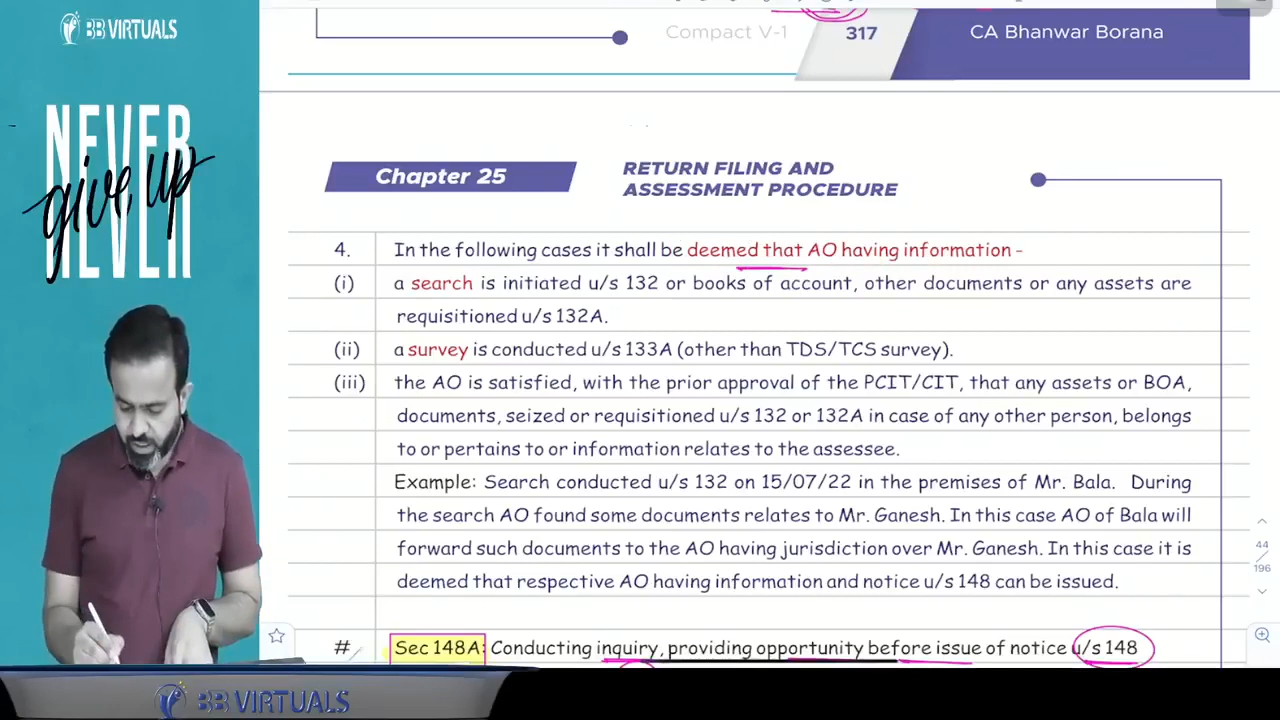 BB VIRTUALS
NEVER
give up
NEVER
Compact V-1
317
CA Bhanwar Borana
Chapter 25
RETURN FILING AND
ASSESSMENT PROCEDURE
4. In the following cases it shall be deemed that AO having information -
(i) a search is initiated u/s 132 or books of account, other documents or any assets are
requisitioned u/s 132A.
(ii) a survey is conducted u/s 133A (other than TDS/TCS survey).
(iii) the AO is satisfied, with the prior approval of the PCIT/CIT, that any assets or BOA,
documents, seized or requisitioned u/s 132 or 132A in case of any other person, belongs
to or pertains to or information relates to the assessee.
Example: Search conducted u/s 132 on 15/07/22 in the premises of Mr. Bala. During
the search AO found some documents relates to Mr. Ganesh. In this case AO of Bala will
forward such documents to the AO having jurisdiction over Mr. Ganesh. In this case it is
deemed that respective AO having information and notice u/s 148 can be issued.
# Sec 148A: Conducting inquiry, providing opportunity before issue of notice u/s 148
44
196
BB VIRTUALS